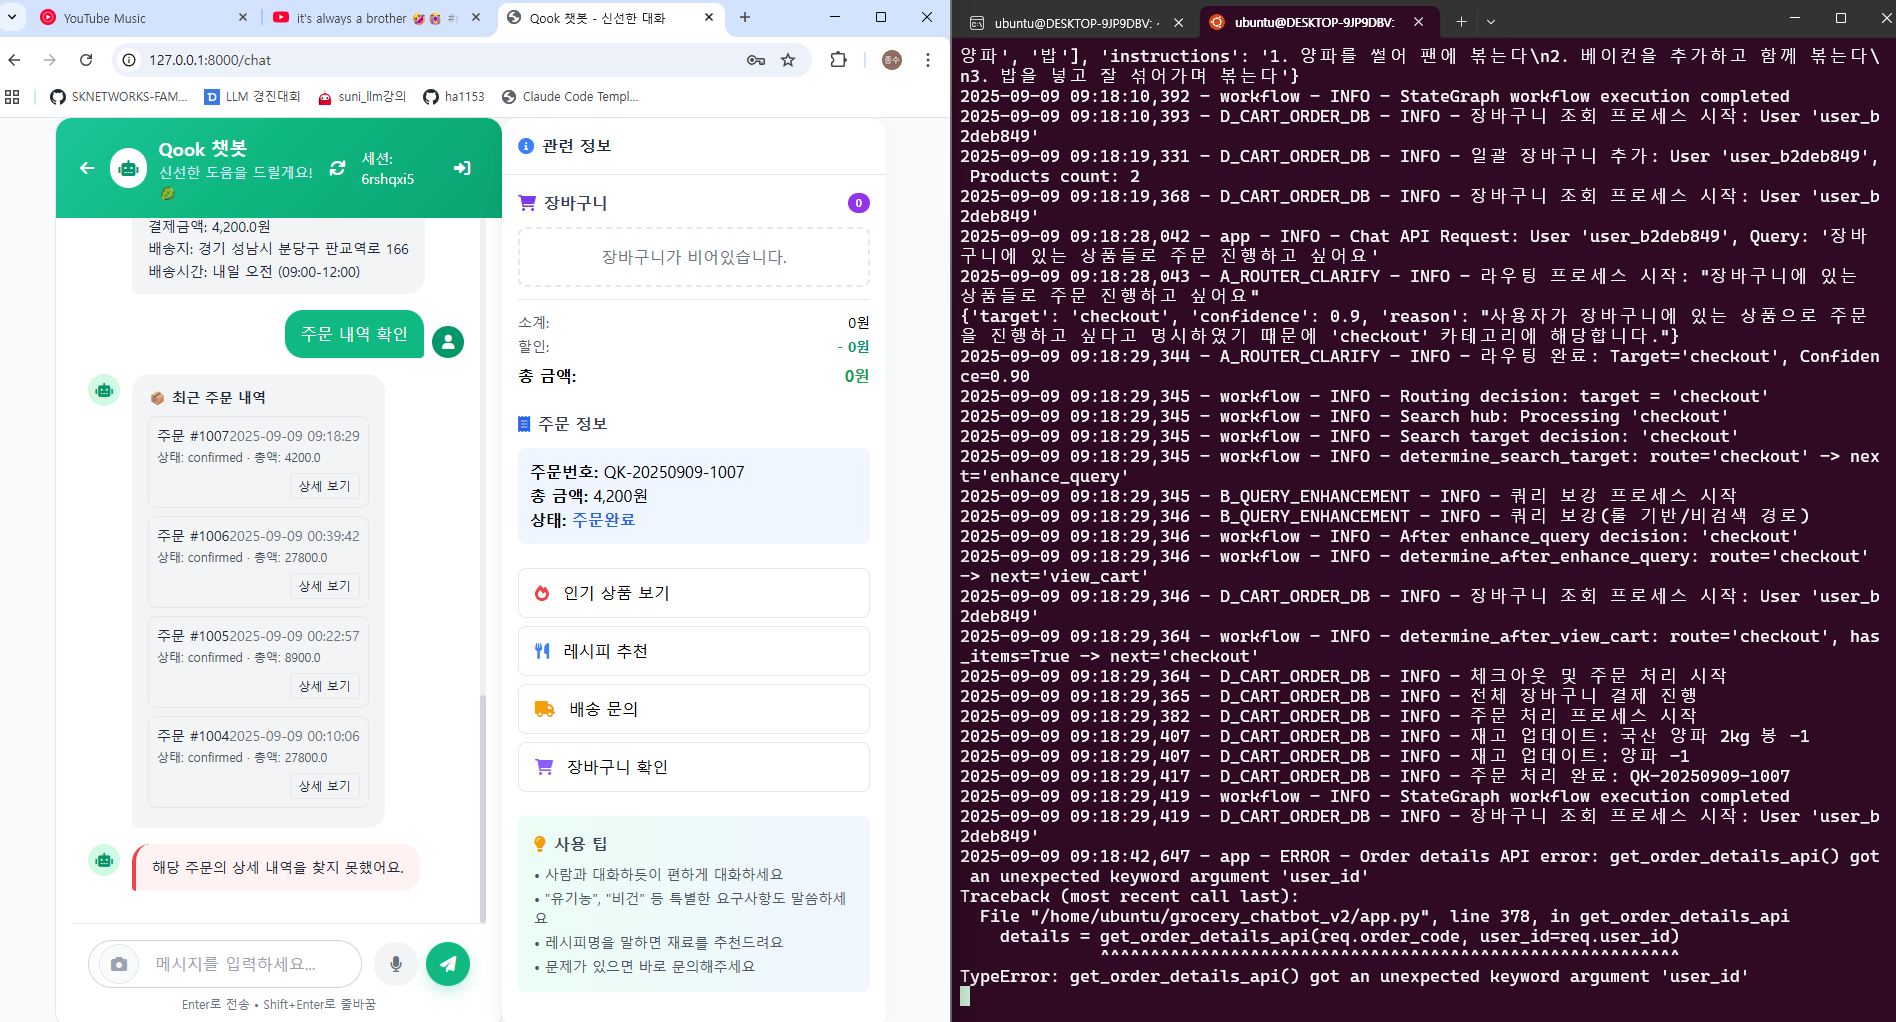 YouTube Music
it's always a brother
Qook 챗봇 - 신선한 대화
127.0.0.1:8000/chat
종수
SKNETWORKS-FAM...
LLM 경진대회
suni_llm강의
ha1153
Claude Code Templ...
Qook 챗봇
신선한 도움을 드릴게요!
세션:
6rshqxi5
결제금액: 4,200.0원
배송지: 경기 성남시 분당구 판교역로 166
배송시간: 내일 오전 (09:00-12:00)
주문 내역 확인
최근 주문 내역
주문 #1007 2025-09-09 09:18:29
상태: confirmed · 총액: 4200.0
상세 보기
주문 #1006 2025-09-09 00:39:42
상태: confirmed · 총액: 27800.0
상세 보기
주문 #1005 2025-09-09 00:22:57
상태: confirmed · 총액: 8900.0
상세 보기
주문 #1004 2025-09-09 00:10:06
상태: confirmed · 총액: 27800.0
상세 보기
해당 주문의 상세 내역을 찾지 못했어요.
메시지를 입력하세요...
Enter로 전송 • Shift+Enter로 줄바꿈
관련 정보
장바구니
0
장바구니가 비어있습니다.
소계: 0원
할인: - 0원
총 금액: 0원
주문 정보
주문번호: QK-20250909-1007
총 금액: 4,200원
상태: 주문완료
인기 상품 보기
레시피 추천
배송 문의
장바구니 확인
사용 팁
• 사람과 대화하듯이 편하게 대화하세요
• "유기농", "비건" 등 특별한 요구사항도 말씀하세
요
• 레시피명을 말하면 재료를 추천드려요
• 문제가 있으면 바로 문의해주세요
ubuntu@DESKTOP-9JP9DBV: ~
ubuntu@DESKTOP-9JP9DBV:
양파', '밥'], 'instructions': '1. 양파를 썰어 팬에 볶는다\n2. 베이컨을 추가하고 함께 볶는다\
n3. 밥을 넣고 잘 섞어가며 볶는다'}
2025-09-09 09:18:10,392 - workflow - INFO - StateGraph workflow execution completed
2025-09-09 09:18:10,393 - D_CART_ORDER_DB - INFO - 장바구니 조회 프로세스 시작: User 'user_b
2deb849'
2025-09-09 09:18:19,331 - D_CART_ORDER_DB - INFO - 일괄 장바구니 추가: User 'user_b2deb849',
Products count: 2
2025-09-09 09:18:19,368 - D_CART_ORDER_DB - INFO - 장바구니 조회 프로세스 시작: User 'user_b
2deb849'
2025-09-09 09:18:28,042 - app - INFO - Chat API Request: User 'user_b2deb849', Query: '장바
구니에 있는 상품들로 주문 진행하고 싶어요'
2025-09-09 09:18:28,043 - A_ROUTER_CLARIFY - INFO - 라우팅 프로세스 시작: "장바구니에 있는
상품들로 주문 진행하고 싶어요"
{'target': 'checkout', 'confidence': 0.9, 'reason': "사용자가 장바구니에 있는 상품으로 주문
을 진행하고 싶다고 명시하였기 때문에 'checkout' 카테고리에 해당합니다."}
2025-09-09 09:18:29,344 - A_ROUTER_CLARIFY - INFO - 라우팅 완료: Target='checkout', Confiden
ce=0.90
2025-09-09 09:18:29,345 - workflow - INFO - Routing decision: target = 'checkout'
2025-09-09 09:18:29,345 - workflow - INFO - Search hub: Processing 'checkout'
2025-09-09 09:18:29,345 - workflow - INFO - Search target decision: 'checkout'
2025-09-09 09:18:29,345 - workflow - INFO - determine_search_target: route='checkout' -> nex
t='enhance_query'
2025-09-09 09:18:29,345 - B_QUERY_ENHANCEMENT - INFO - 쿼리 보강 프로세스 시작
2025-09-09 09:18:29,346 - B_QUERY_ENHANCEMENT - INFO - 쿼리 보강(룰 기반/비검색 경로)
2025-09-09 09:18:29,346 - workflow - INFO - After enhance_query decision: 'checkout'
2025-09-09 09:18:29,346 - workflow - INFO - determine_after_enhance_query: route='checkout'
-> next='view_cart'
2025-09-09 09:18:29,346 - D_CART_ORDER_DB - INFO - 장바구니 조회 프로세스 시작: User 'user_b
2deb849'
2025-09-09 09:18:29,364 - workflow - INFO - determine_after_view_cart: route='checkout', has
_items=True -> next='checkout'
2025-09-09 09:18:29,364 - D_CART_ORDER_DB - INFO - 체크아웃 및 주문 처리 시작
2025-09-09 09:18:29,365 - D_CART_ORDER_DB - INFO - 전체 장바구니 결제 진행
2025-09-09 09:18:29,382 - D_CART_ORDER_DB - INFO - 주문 처리 프로세스 시작
2025-09-09 09:18:29,407 - D_CART_ORDER_DB - INFO - 재고 업데이트: 국산 양파 2kg 봉 -1
2025-09-09 09:18:29,407 - D_CART_ORDER_DB - INFO - 재고 업데이트: 양파 -1
2025-09-09 09:18:29,417 - D_CART_ORDER_DB - INFO - 주문 처리 완료: QK-20250909-1007
2025-09-09 09:18:29,419 - workflow - INFO - StateGraph workflow execution completed
2025-09-09 09:18:29,419 - D_CART_ORDER_DB - INFO - 장바구니 조회 프로세스 시작: User 'user_b
2deb849'
2025-09-09 09:18:42,647 - app - ERROR - Order details API error: get_order_details_api() got
an unexpected keyword argument 'user_id'
Traceback (most recent call last):
File "/home/ubuntu/grocery_chatbot_v2/app.py", line 378, in get_order_details_api
details = get_order_details_api(req.order_code, user_id=req.user_id)
^^^^^^^^^^^^^^^^^^^^^^^^^^^^^^^^^^^^^^^^^^^^^^^^^^^^^^^^^^
TypeError: get_order_details_api() got an unexpected keyword argument 'user_id'